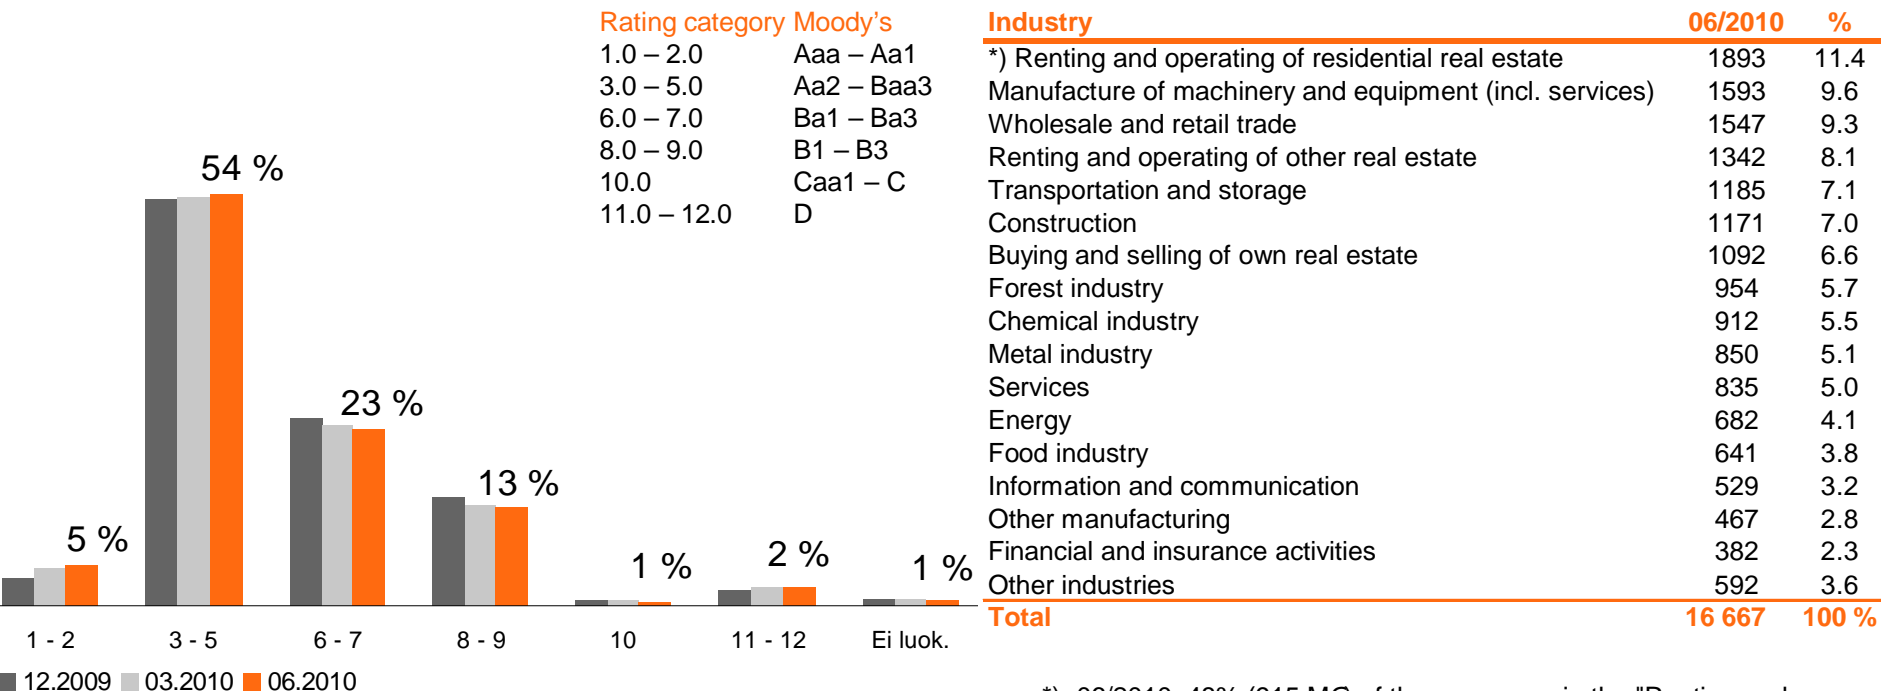 Rating category Moody's
1.0 – 2.0 Aaa – Aa1
3.0 – 5.0 Aa2 – Baa3
6.0 – 7.0 Ba1 – Ba3
8.0 – 9.0 B1 – B3
10.0 Caa1 – C
11.0 – 12.0 D
5 %
54 %
23 %
13 %
1 %
2 %
1 %
1 - 2 3 - 5 6 - 7 8 - 9 10 11 - 12 Ei luok.
12.2009 03.2010 06.2010
Industry 06/2010 %
*) Renting and operating of residential real estate 1893 11.4
Manufacture of machinery and equipment (incl. services) 1593 9.6
Wholesale and retail trade 1547 9.3
Renting and operating of other real estate 1342 8.1
Transportation and storage 1185 7.1
Construction 1171 7.0
Buying and selling of own real estate 1092 6.6
Forest industry 954 5.7
Chemical industry 912 5.5
Metal industry 850 5.1
Services 835 5.0
Energy 682 4.1
Food industry 641 3.8
Information and communication 529 3.2
Other manufacturing 467 2.8
Financial and insurance activities 382 2.3
Other industries 592 3.6
Total 16 667 100 %